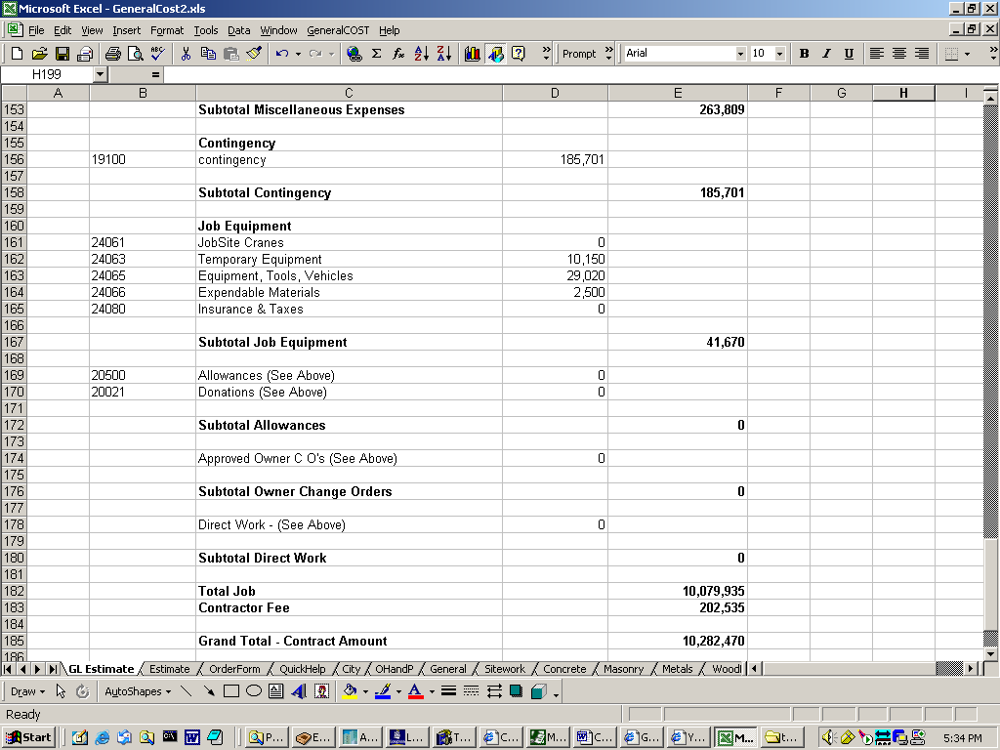 Microsoft Excel - GeneralCost2.xls
File Edit View Insert Format Tools Data Window GeneralCOST Help
Prompt Arial 10 B I U
H199 =
A B C D E F G H I
153 Subtotal Miscellaneous Expenses 263,809
154
155 Contingency
156 19100 contingency 185,701
157
158 Subtotal Contingency 185,701
159
160 Job Equipment
161 24061 JobSite Cranes 0
162 24063 Temporary Equipment 10,150
163 24065 Equipment, Tools, Vehicles 29,020
164 24066 Expendable Materials 2,500
165 24080 Insurance & Taxes 0
166
167 Subtotal Job Equipment 41,670
168
169 20500 Allowances (See Above) 0
170 20021 Donations (See Above) 0
171
172 Subtotal Allowances 0
173
174 Approved Owner C O's (See Above) 0
175
176 Subtotal Owner Change Orders 0
177
178 Direct Work - (See Above) 0
179
180 Subtotal Direct Work 0
181
182 Total Job 10,079,935
183 Contractor Fee 202,535
184
185 Grand Total - Contract Amount 10,282,470
186
GL Estimate Estimate OrderForm QuickHelp City OHandP General Sitework Concrete Masonry Metals Woodl
Draw AutoShapes
Ready
Start P... E... A... L... T... C... M... C... G... Y... M... t... 5:34 PM